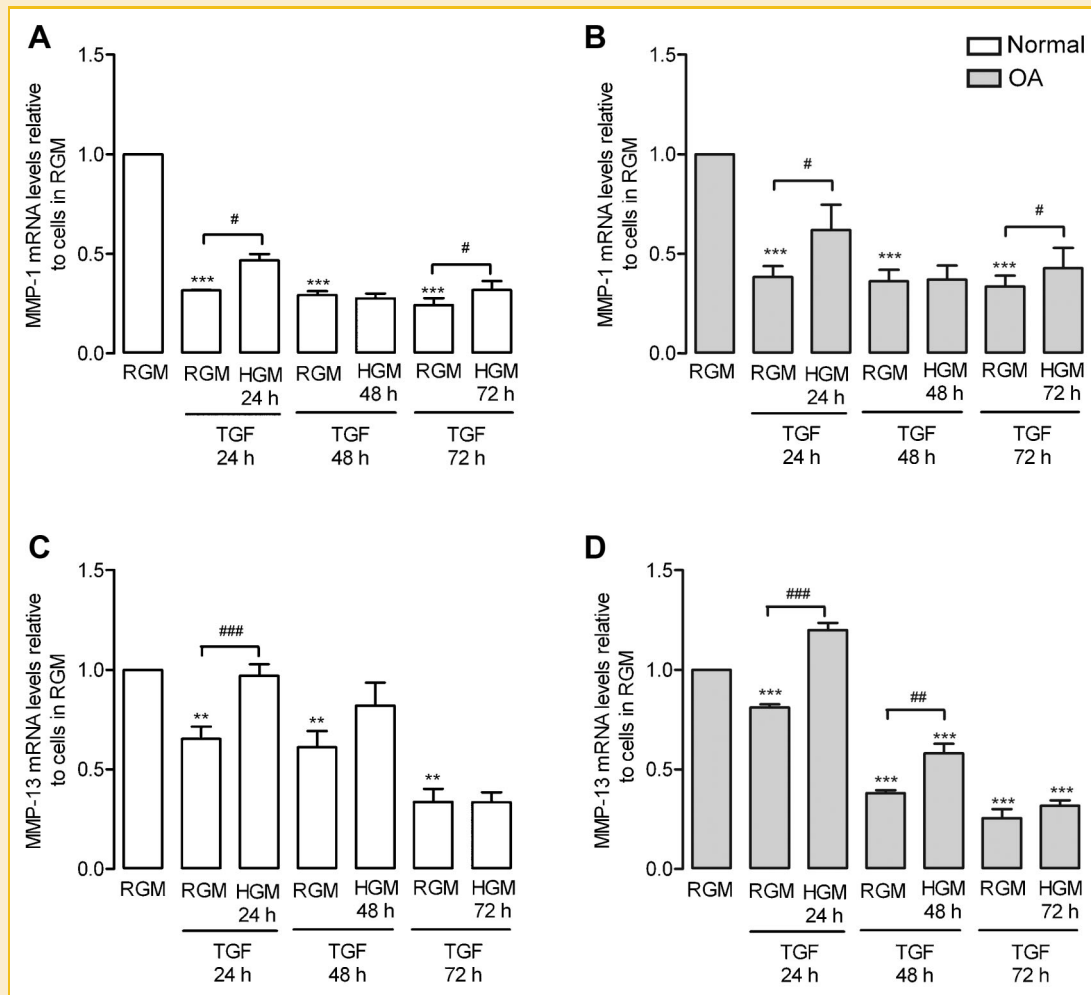 A
MMP-1 mRNA levels relative
to cells in RGM
1.5
1.0
0.5
0.0
***
#
***
***
#
RGM
RGM
HGM
24 h
RGM
HGM
48 h
RGM
HGM
72 h
TGF
24 h
TGF
48 h
TGF
72 h
B
Normal
OA
MMP-1 mRNA levels relative
to cells in RGM
1.5
1.0
0.5
0.0
***
#
***
***
#
RGM
RGM
HGM
24 h
RGM
HGM
48 h
RGM
HGM
72 h
TGF
24 h
TGF
48 h
TGF
72 h
C
MMP-13 mRNA levels relative
to cells in RGM
1.5
1.0
0.5
0.0
**
###
**
**
RGM
RGM
HGM
24 h
RGM
HGM
48 h
RGM
HGM
72 h
TGF
24 h
TGF
48 h
TGF
72 h
D
MMP-13 mRNA levels relative
to cells in RGM
1.5
1.0
0.5
0.0
***
###
***
##
***
***
***
RGM
RGM
HGM
24 h
RGM
HGM
48 h
RGM
HGM
72 h
TGF
24 h
TGF
48 h
TGF
72 h